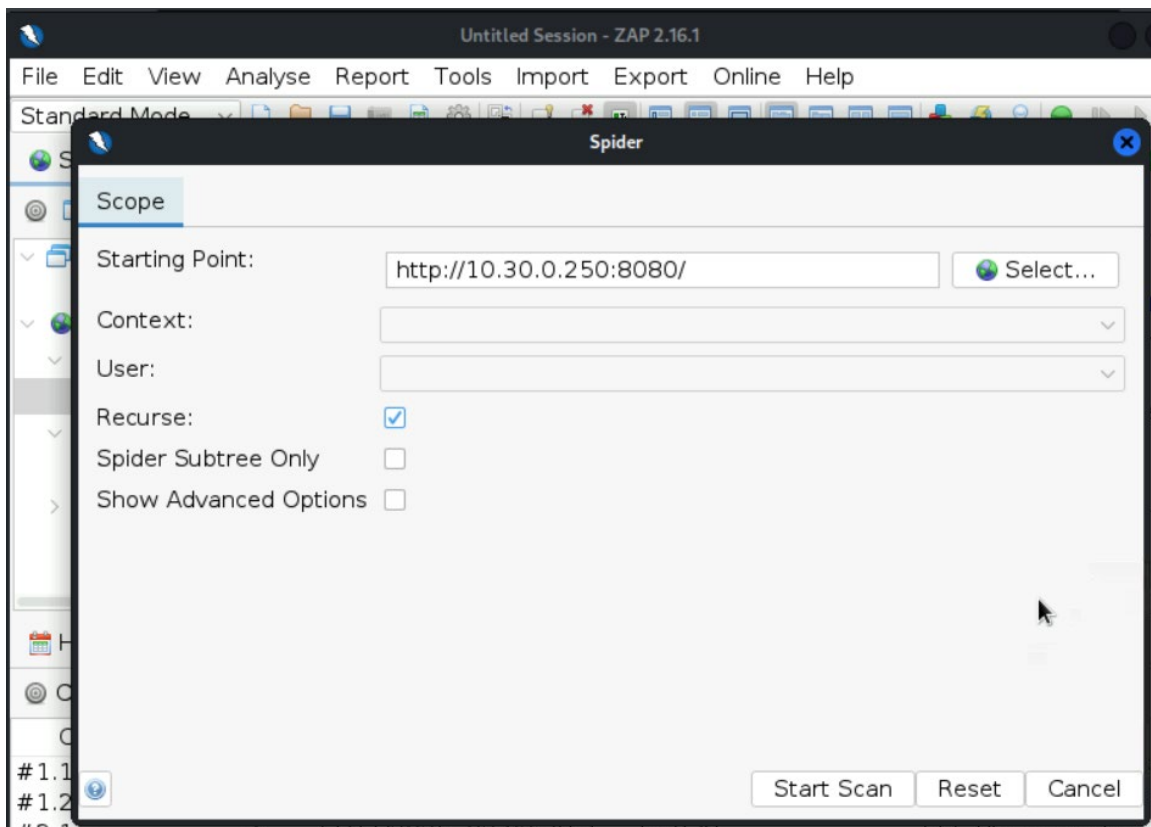 Untitled Session - ZAP 2.16.1
File Edit View Analyse Report Tools Import Export Online Help
Standard Mode
Spider
S
Scope
Starting Point: http://10.30.0.250:8080/ Select...
Context:
User:
Recurse:
Spider Subtree Only
Show Advanced Options
H
C
#1.1
#1.2
Start Scan Reset Cancel